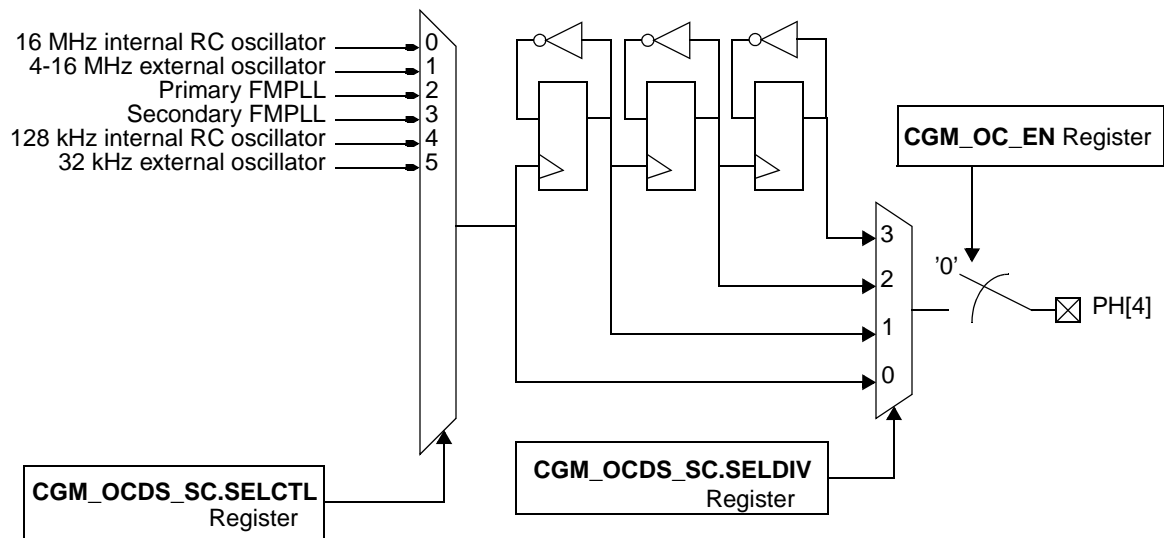 16 MHz internal RC oscillator
4-16 MHz external oscillator
Primary FMPLL
Secondary FMPLL
128 kHz internal RC oscillator
32 kHz external oscillator
0
1
2
3
4
5
CGM_OC_EN Register
3
2
1
0
'0'
PH[4]
CGM_OCDS_SC.SELCTL
Register
CGM_OCDS_SC.SELDIV
Register